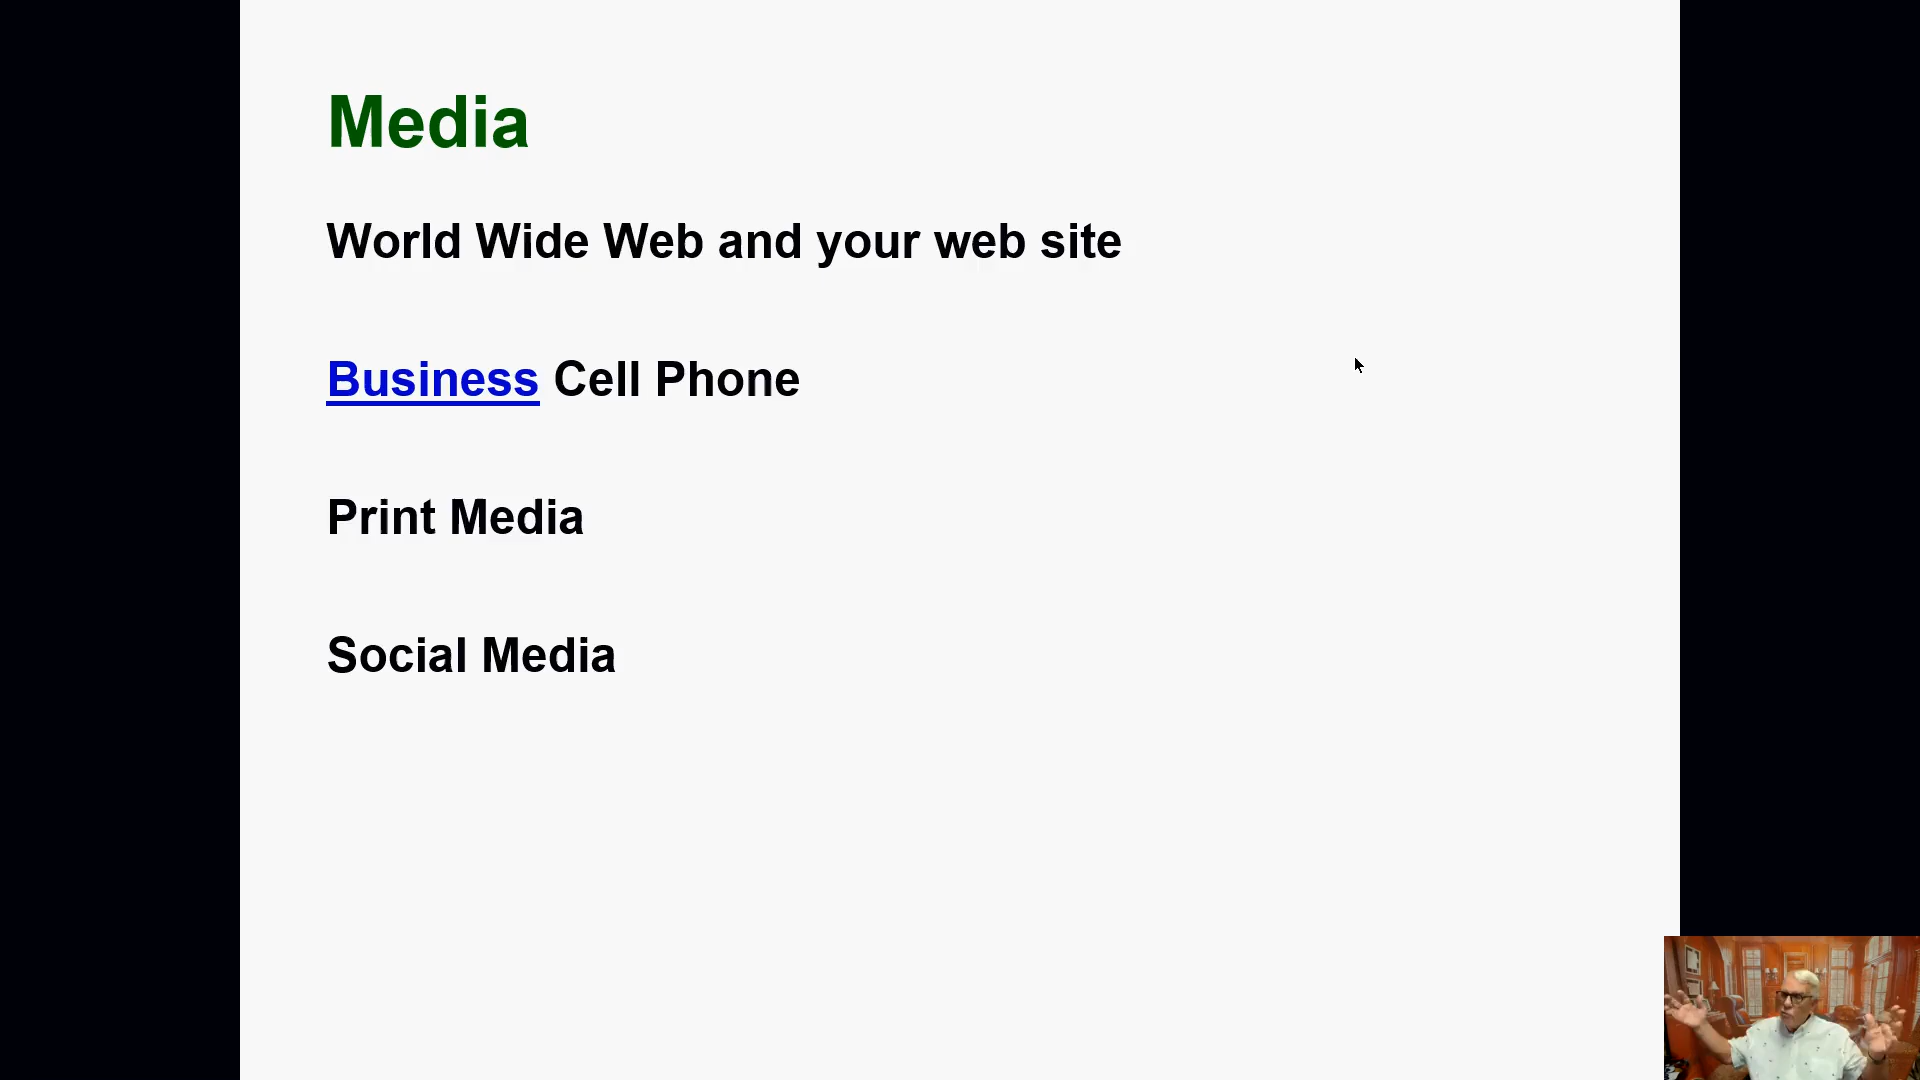 Media
World Wide Web and your web site
Business Cell Phone
Print Media
Social Media